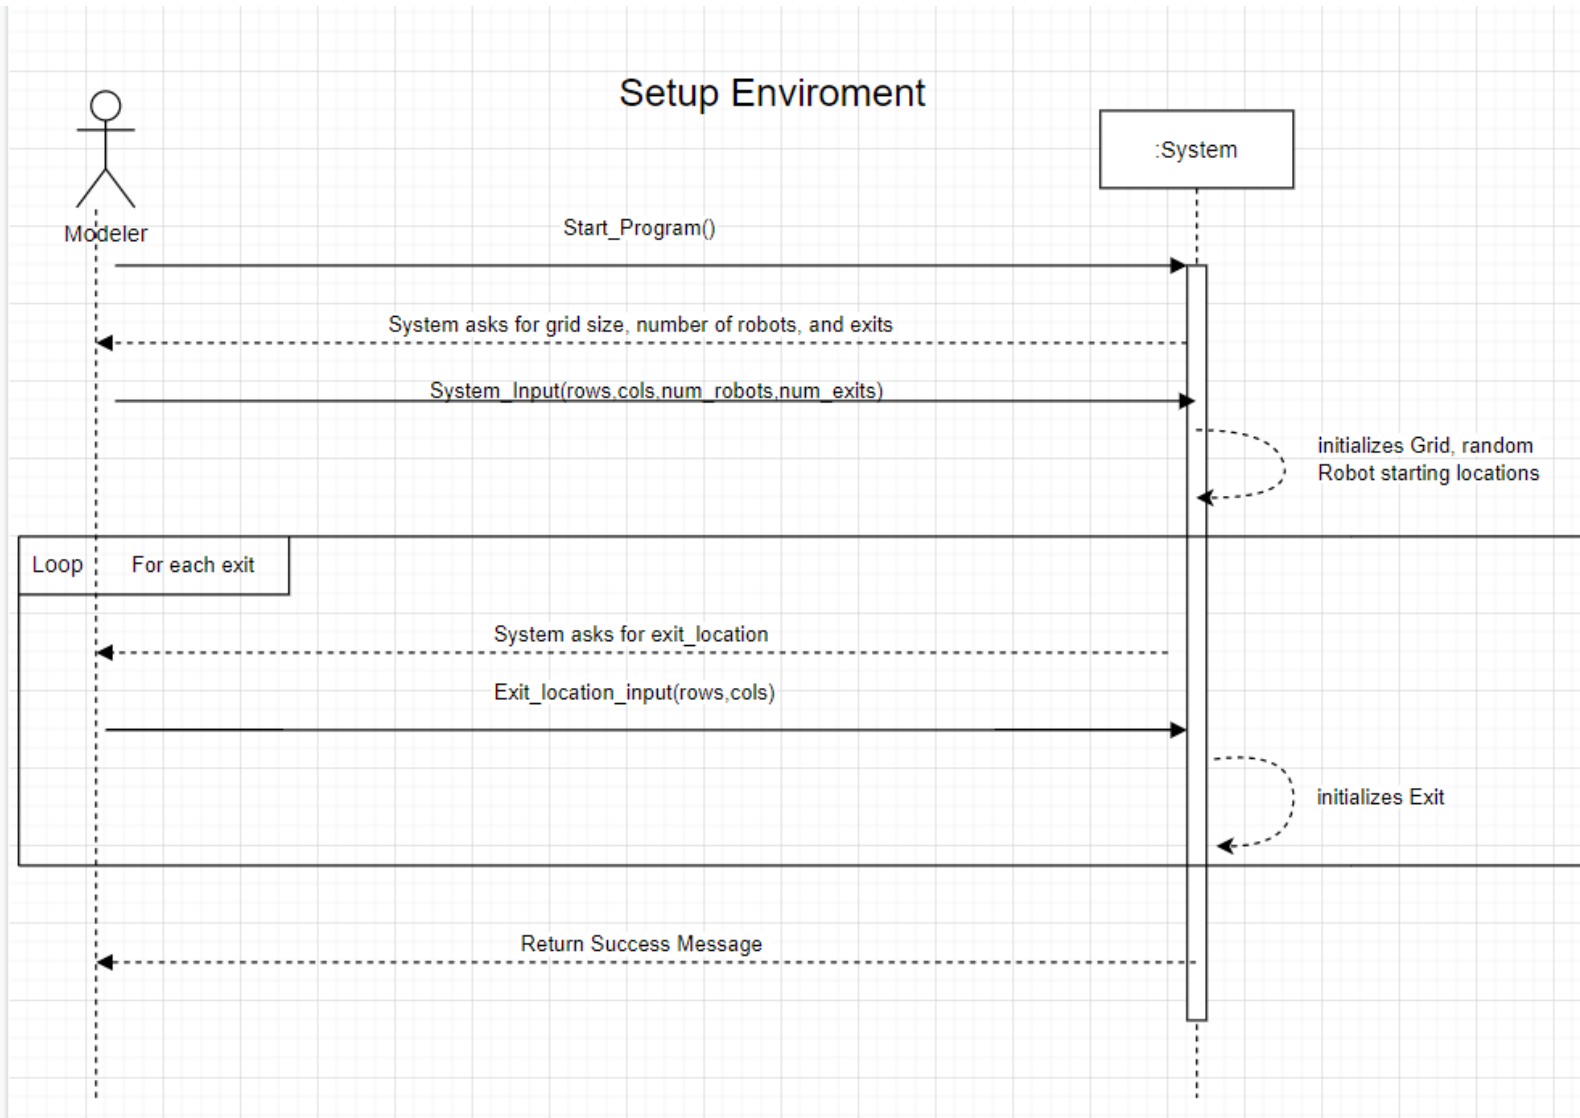 Setup Enviroment
:System
Modeler
Start_Program()
System asks for grid size, number of robots, and exits
System_Input(rows,cols,num_robots,num_exits)
initializes Grid, random
Robot starting locations
Loop
For each exit
System asks for exit_location
Exit_location_input(rows,cols)
initializes Exit
Return Success Message